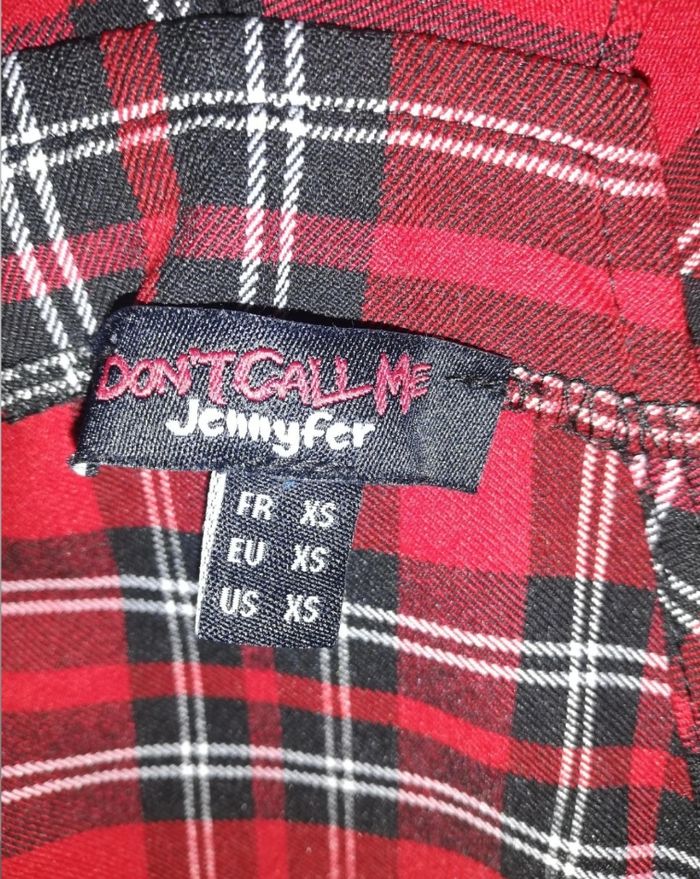 DON'T CALL ME
Jennyfer
FR XS
EU XS
US XS